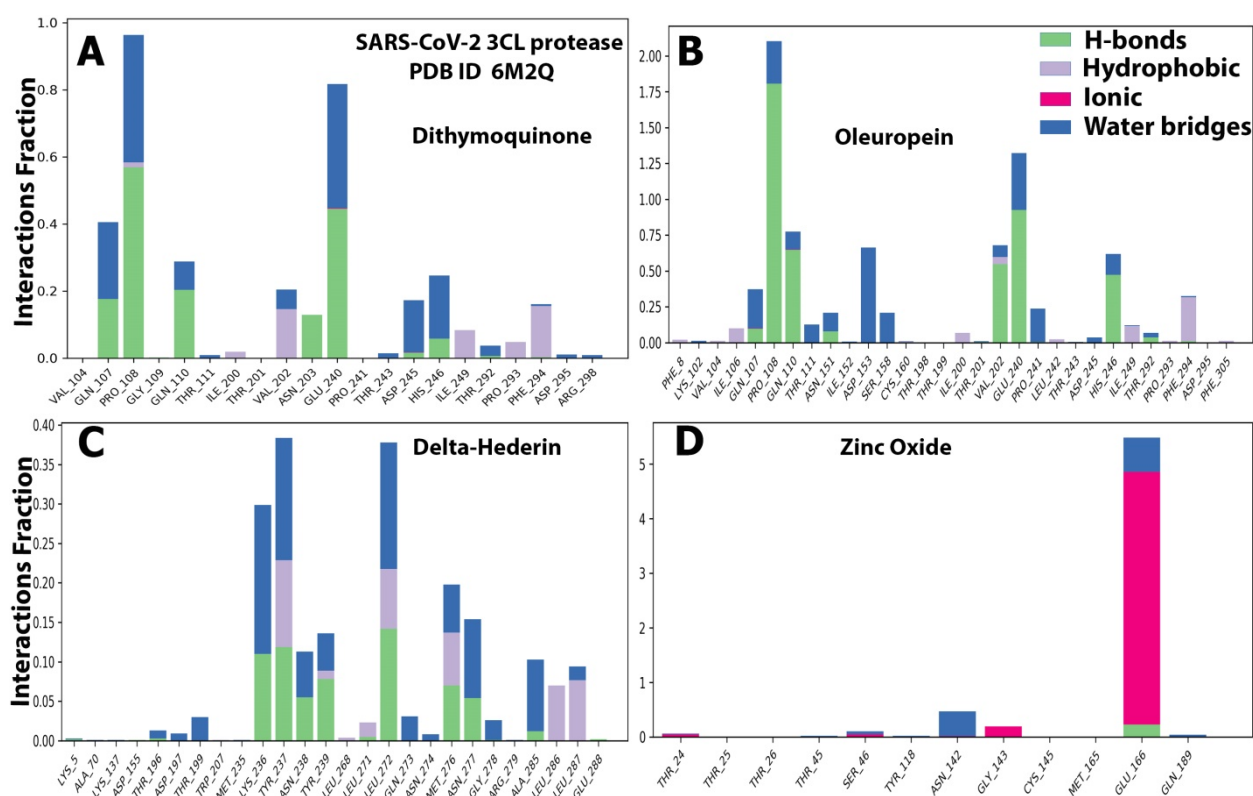 A
SARS-CoV-2 3CL protease
PDB ID 6M2Q
Dithymoquinone
Interactions Fraction
1.0
0.8
0.6
0.4
0.2
0.0
VAL_104
GLN_107
PRO_108
GLY_109
GLN_110
THR_111
ILE_200
THR_201
VAL_202
ASN_203
GLU_240
PRO_241
THR_243
ASP_245
HIS_246
ILE_249
THR_292
PRO_293
PHE_294
ASP_295
ARG_298
B
Oleuropein
H-bonds
Hydrophobic
Ionic
Water bridges
2.00
1.75
1.50
1.25
1.00
0.75
0.50
0.25
0.00
PHE_8
LYS_102
VAL_104
ILE_106
GLN_107
PRO_108
GLN_110
THR_111
ASN_151
ILE_152
ASP_153
SER_158
CYS_160
THR_198
THR_199
ILE_200
THR_201
VAL_202
GLU_240
PRO_241
LEU_242
THR_243
ASP_245
HIS_246
ILE_249
THR_292
PRO_293
PHE_294
ASP_295
PHE_305
C
Delta-Hederin
Interactions Fraction
0.40
0.35
0.30
0.25
0.20
0.15
0.10
0.05
0.00
LYS_5
ALA_70
LYS_137
ASP_155
THR_196
ASP_197
THR_199
TRP_207
MET_235
LYS_236
TYR_237
ASN_238
TYR_239
LEU_268
LEU_271
LEU_272
GLN_273
ASN_274
MET_276
ASN_277
GLY_278
ARG_279
ALA_285
LEU_286
LEU_287
GLU_288
D
Zinc Oxide
5
4
3
2
1
0
THR_24
THR_25
THR_26
THR_45
SER_46
TYR_118
ASN_142
GLY_143
CYS_145
MET_165
GLU_166
GLN_189